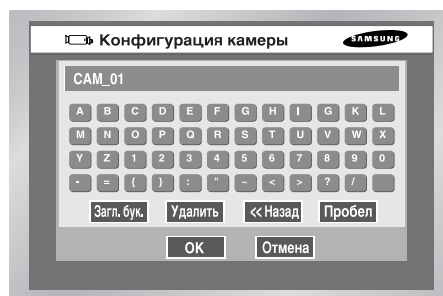 Конфигурация камеры SAMSUNG
CAM_01
A B C D E F G H I G K L
M N O P Q R S T U V W X
Y Z 1 2 3 4 5 6 7 8 9 0
- = { } : " ~ < > ? /
Загл. бук. Удалить <<Назад Пробел
OK Отмена